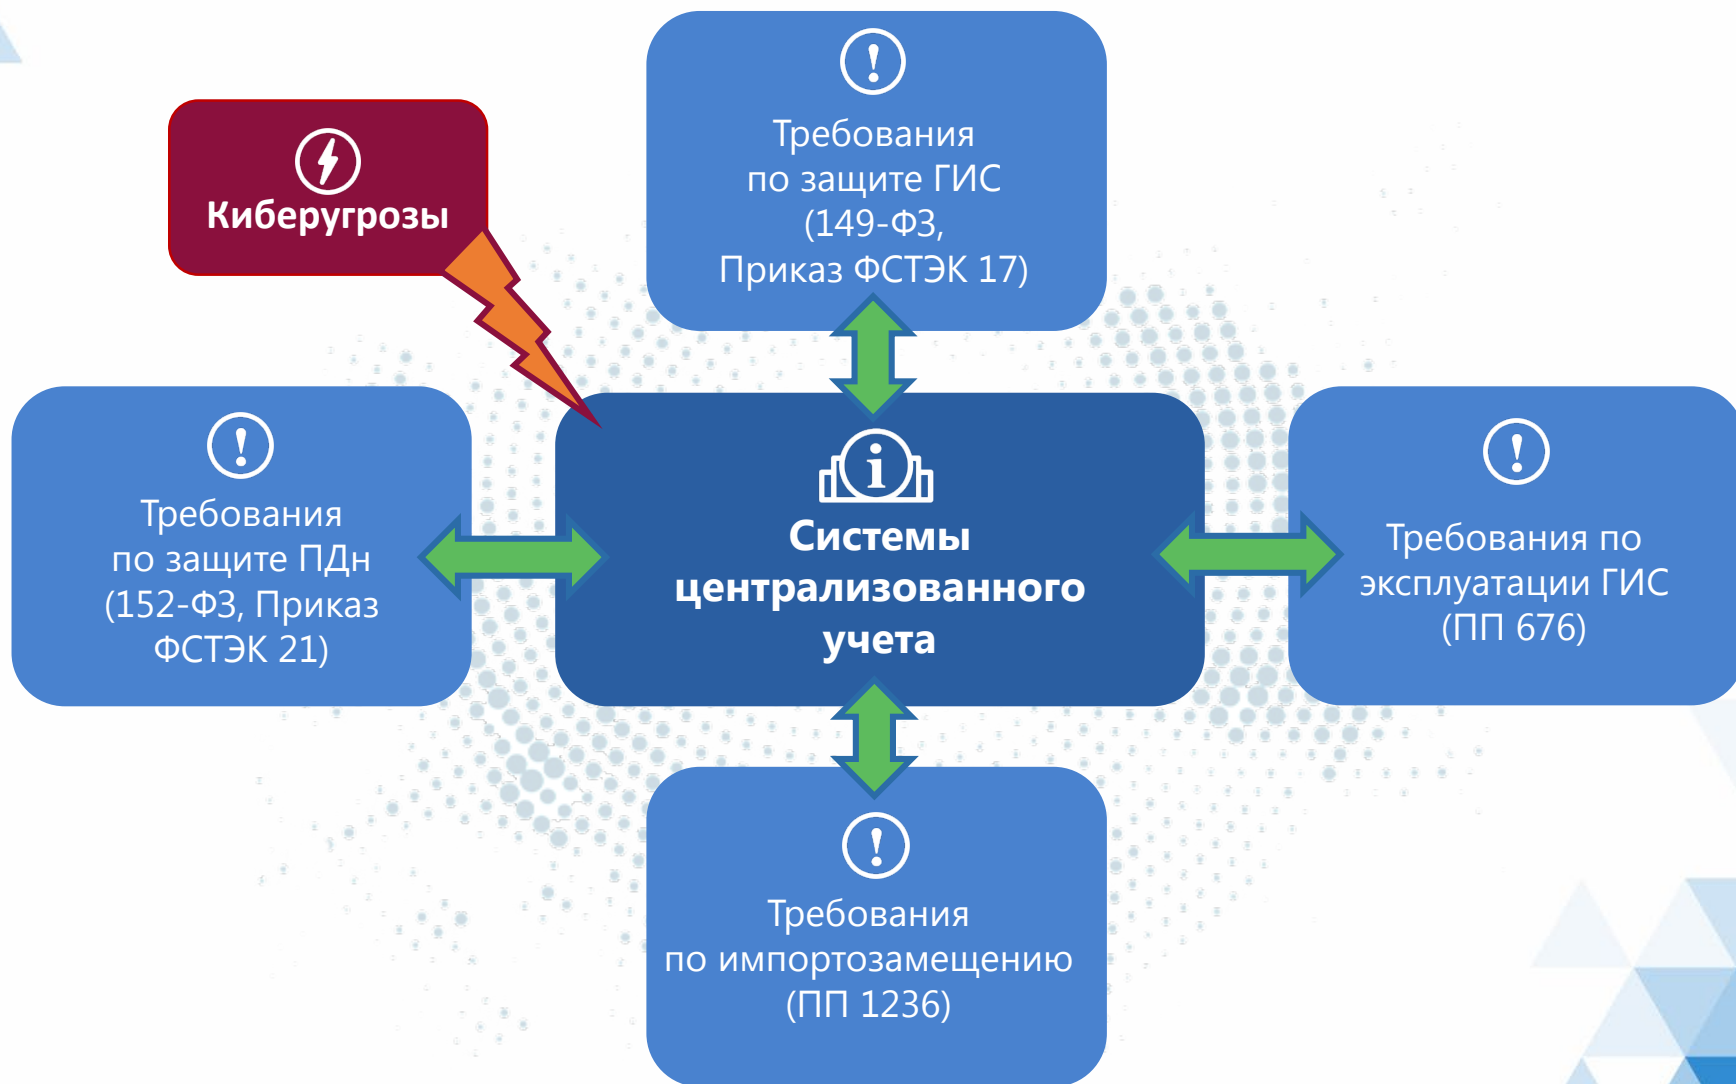 Требования
по защите ГИС
(149-ФЗ,
Приказ ФСТЭК 17)
Киберугрозы
Требования
по защите ПДн
(152-ФЗ, Приказ
ФСТЭК 21)
Системы
централизованного
учета
Требования по
эксплуатации ГИС
(ПП 676)
Требования
по импортозамещению
(ПП 1236)